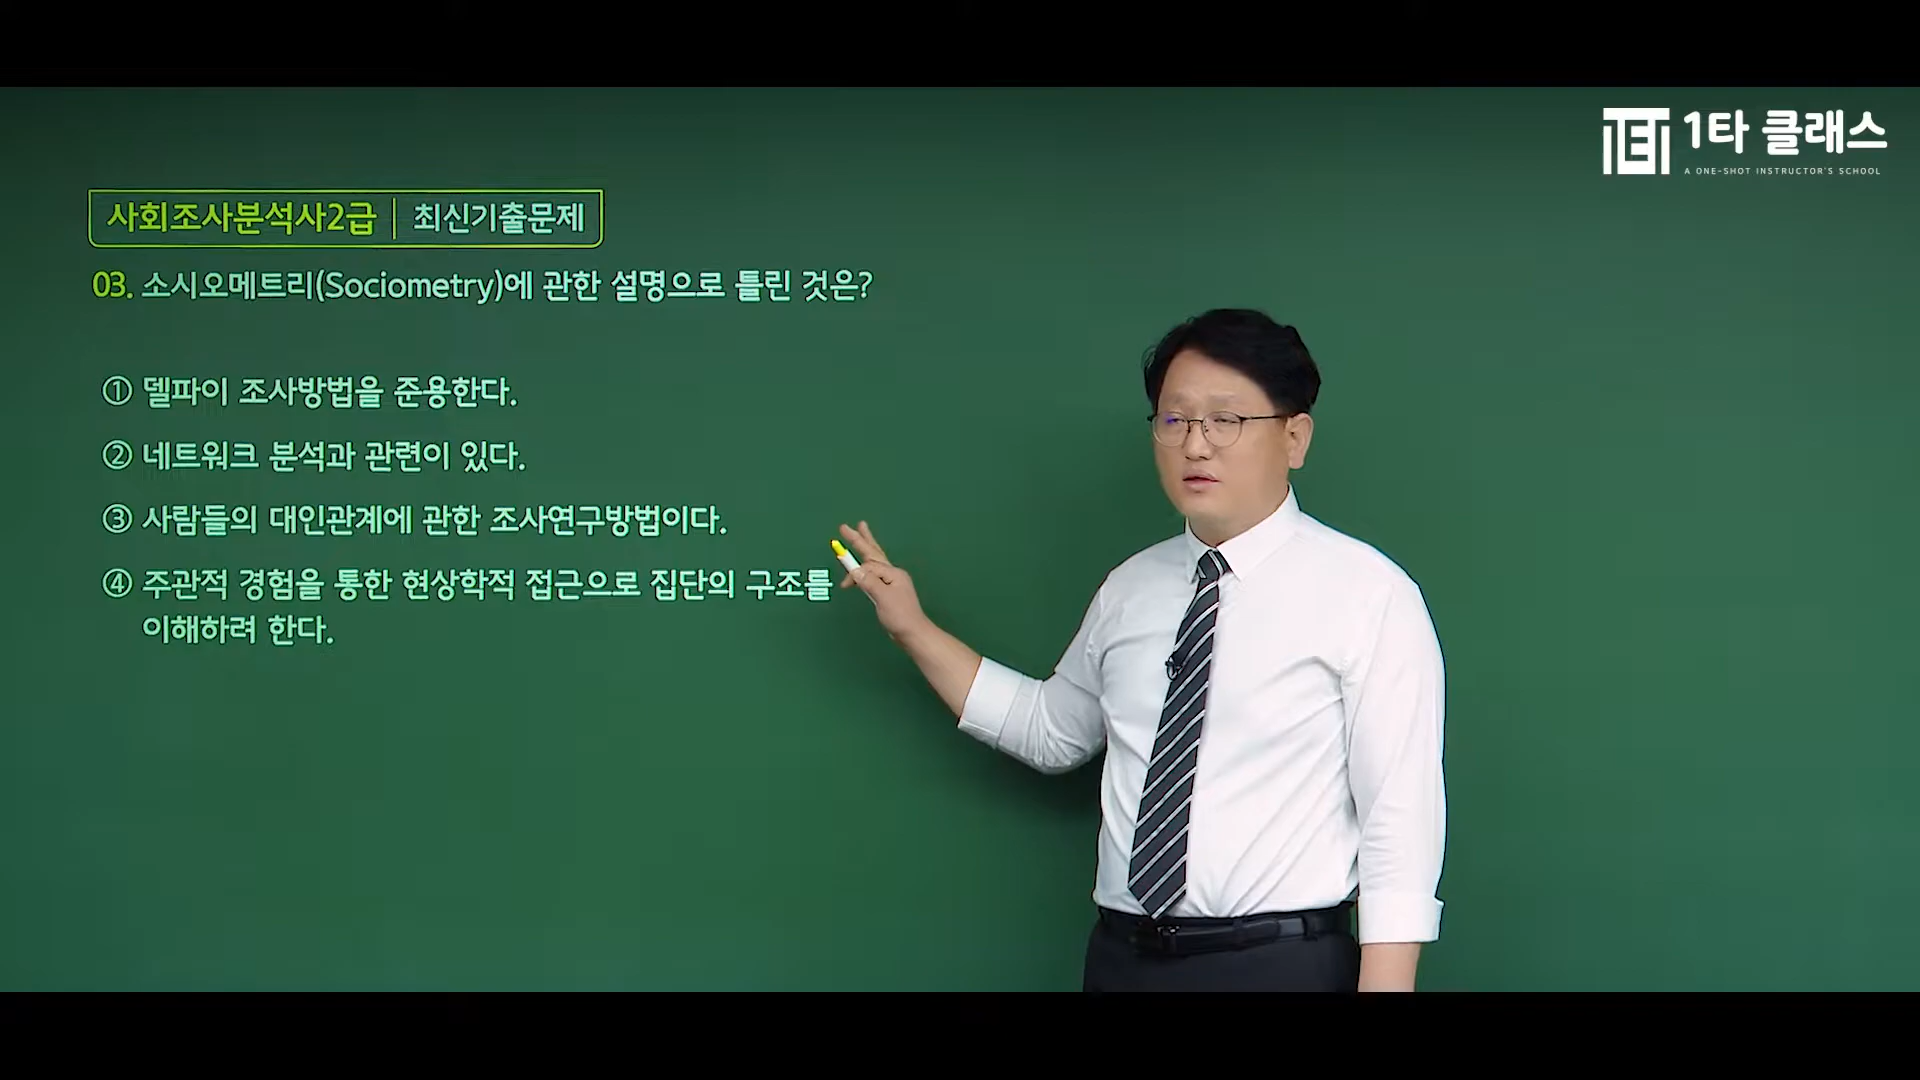 1타 클래스
A ONE-SHOT INSTRUCTOR'S SCHOOL
사회조사분석사2급 | 최신기출문제
03. 소시오메트리(Sociometry)에 관한 설명으로 틀린 것은?
① 델파이 조사방법을 준용한다.
② 네트워크 분석과 관련이 있다.
③ 사람들의 대인관계에 관한 조사연구방법이다.
④ 주관적 경험을 통한 현상학적 접근으로 집단의 구조를
이해하려 한다.